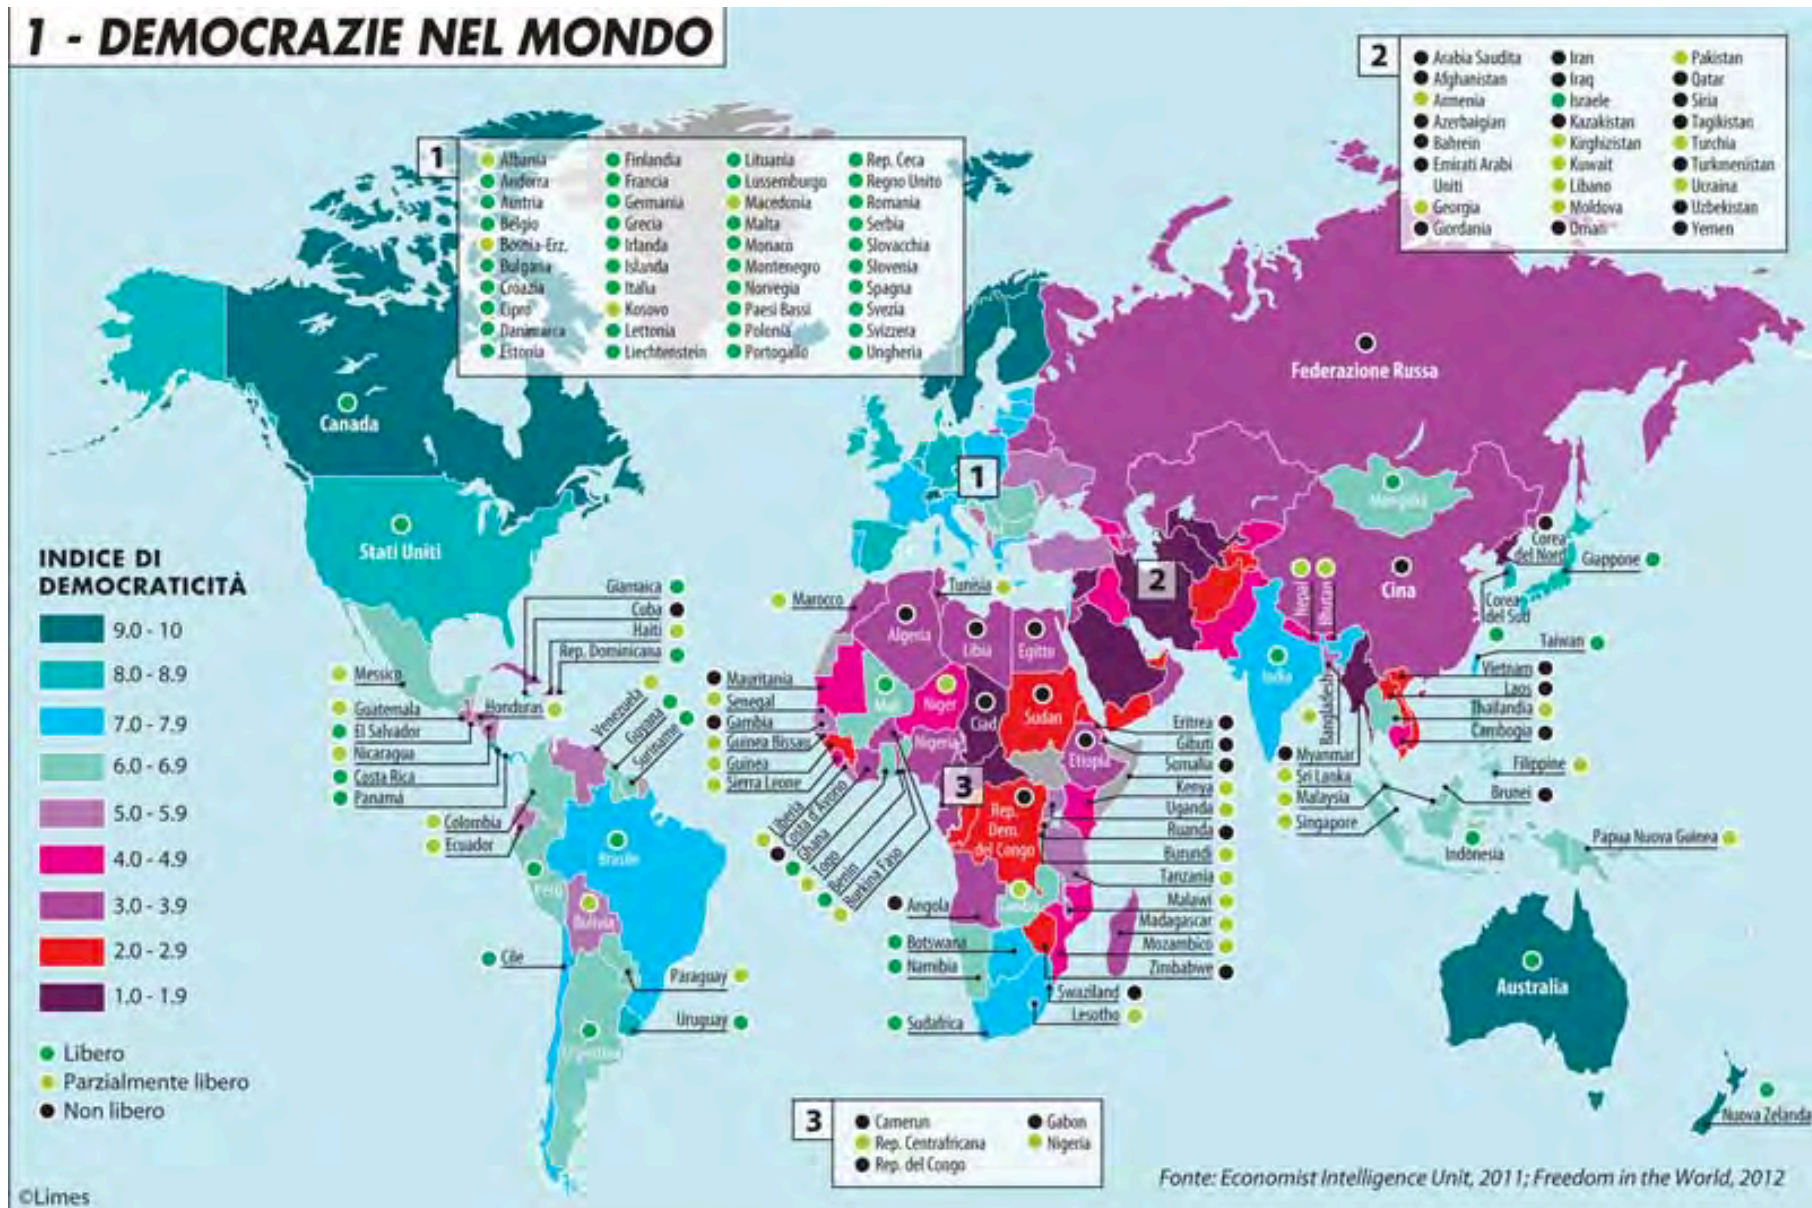 1 - DEMOCRAZIE NEL MONDO
1
Albania
Andorra
Austria
Belgio
Bosnia-Erz.
Bulgaria
Croazia
Cipro
Danimarca
Estonia
Finlandia
Francia
Germania
Grecia
Irlanda
Islanda
Italia
Kosovo
Lettonia
Liechtenstein
Lituania
Lussemburgo
Macedonia
Malta
Monaco
Montenegro
Norvegia
Paesi Bassi
Polonia
Portogallo
Rep. Ceca
Regno Unito
Romania
Serbia
Slovacchia
Slovenia
Spagna
Svezia
Svizzera
Ungheria
2
Arabia Saudita
Afghanistan
Armenia
Azerbaigian
Bahrein
Emirati Arabi
Uniti
Georgia
Giordania
Iran
Iraq
Israele
Kazakistan
Kirghizistan
Kuwait
Libano
Moldova
Oman
Pakistan
Qatar
Siria
Tagikistan
Turchia
Turkmenistan
Ucraina
Uzbekistan
Yemen
Canada
Stati Uniti
Federazione Russa
Mongolia
Cina
Corea
del Nord
Corea
del Sud
Giappone
Taiwan
Vietnam
Laos
Thailandia
Cambogia
Filippine
Brunei
Papua Nuova Guinea
Indonesia
Nepal
Bhutan
India
Bangladesh
Myanmar
Sri Lanka
Malaysia
Singapore
Australia
Nuova Zelanda
1
2
3
INDICE DI
DEMOCRATICITÀ
9.0 - 10
8.0 - 8.9
7.0 - 7.9
6.0 - 6.9
5.0 - 5.9
4.0 - 4.9
3.0 - 3.9
2.0 - 2.9
1.0 - 1.9
Libero
Parzialmente libero
Non libero
Giamaica
Cuba
Haiti
Rep. Dominicana
Messico
Guatemala
Honduras
El Salvador
Nicaragua
Costa Rica
Panamá
Venezuela
Guyana
Suriname
Colombia
Ecuador
Perù
Brasile
Bolivia
Cile
Paraguay
Uruguay
Argentina
Marocco
Tunisia
Algeria
Libia
Egitto
Mauritania
Senegal
Gambia
Guinea Bissau
Guinea
Sierra Leone
Liberia
Costa d'Avorio
Ghana
Togo
Benin
Burkina Faso
Mali
Niger
Nigeria
Ciad
Sudan
Etiopia
Rep.
Dem.
del Congo
Eritrea
Gibuti
Somalia
Kenya
Uganda
Ruanda
Burundi
Tanzania
Malawi
Madagascar
Mozambico
Zimbabwe
Swaziland
Lesotho
Angola
Zambia
Botswana
Namibia
Sudafrica
3
Camerun
Rep. Centrafricana
Rep. del Congo
Gabon
Nigeria
Fonte: Economist Intelligence Unit, 2011; Freedom in the World, 2012
©Limes